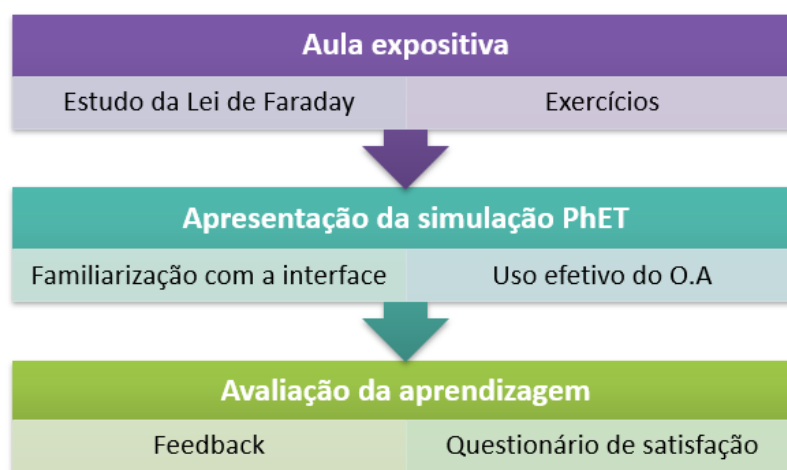 Aula expositiva
Estudo da Lei de Faraday
Exercícios
Apresentação da simulação PhET
Familiarização com a interface
Uso efetivo do O.A
Avaliação da aprendizagem
Feedback
Questionário de satisfação